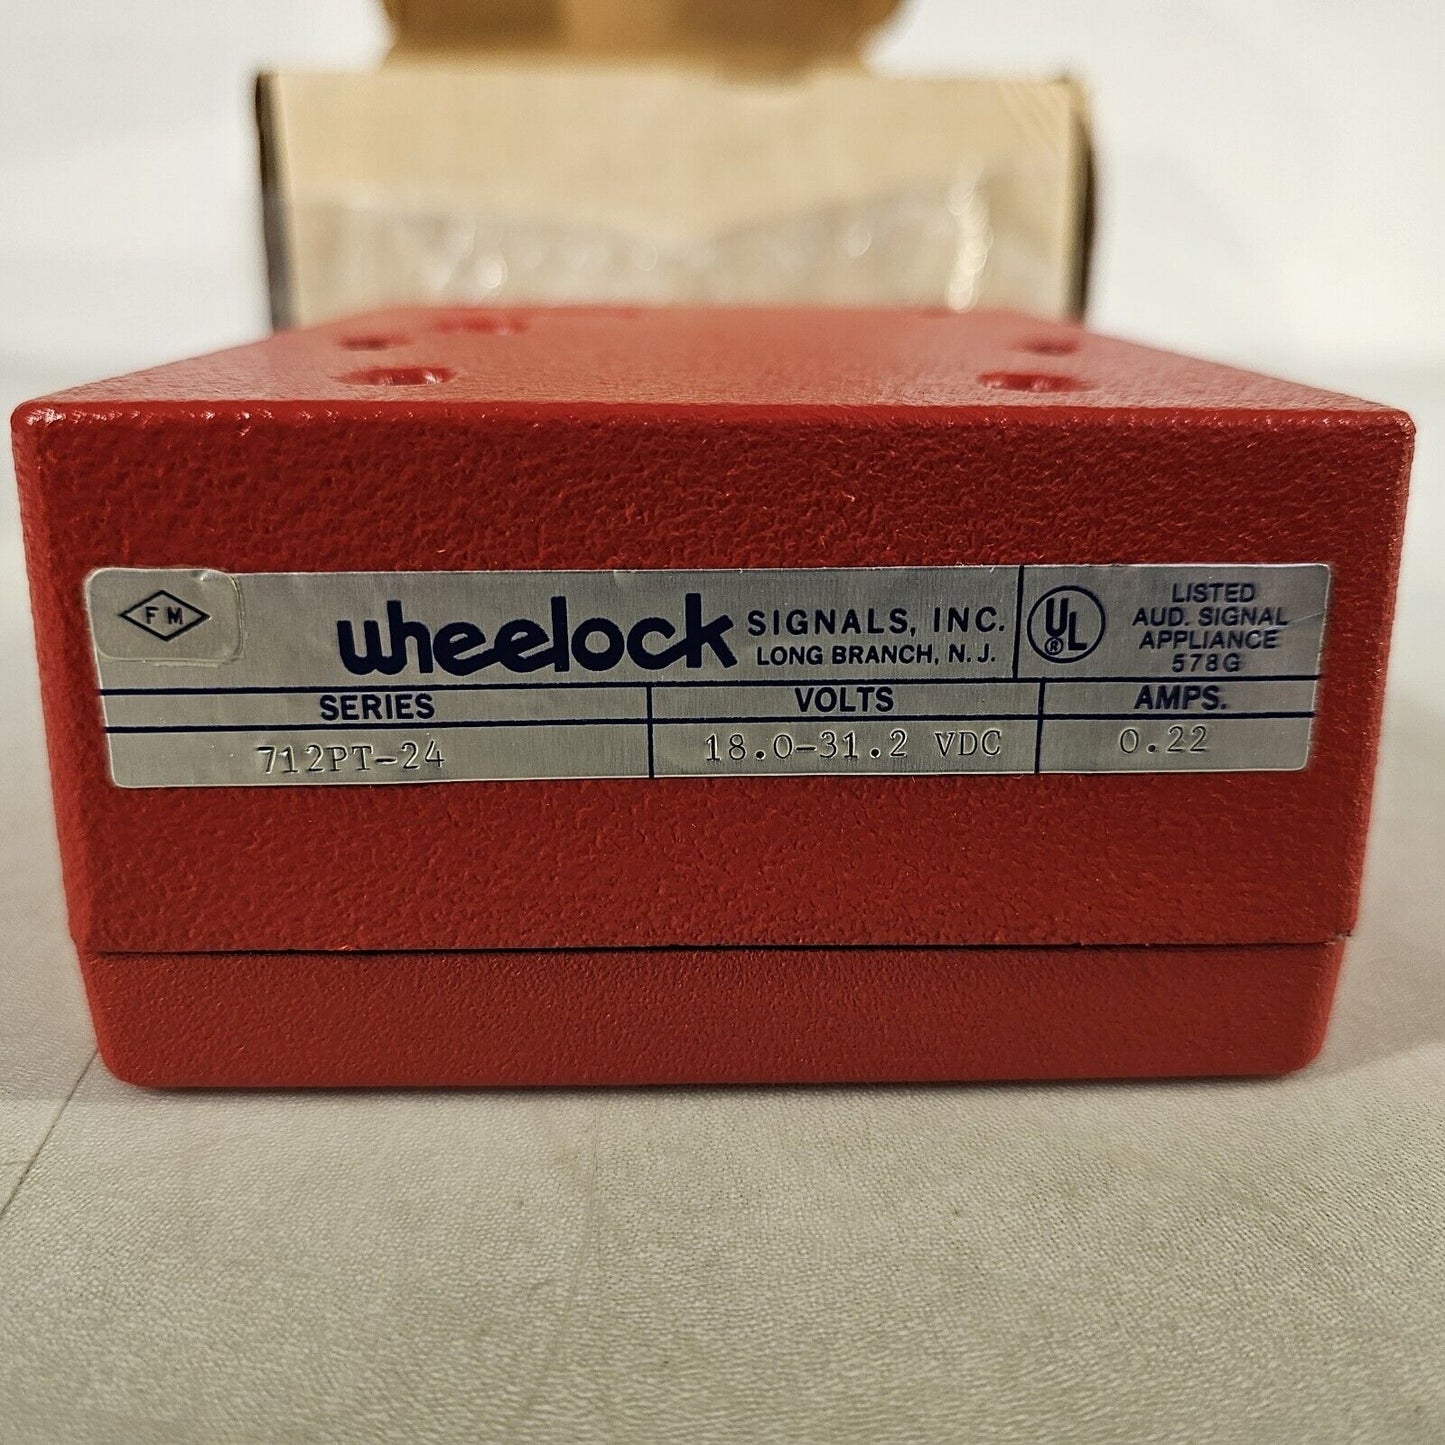 FM
wheelock SIGNALS, INC.
LONG BRANCH, N.J.
UL ®
LISTED
AUD. SIGNAL
APPLIANCE
578G
SERIES VOLTS AMPS.
712PT-24 18.0-31.2 VDC 0.22